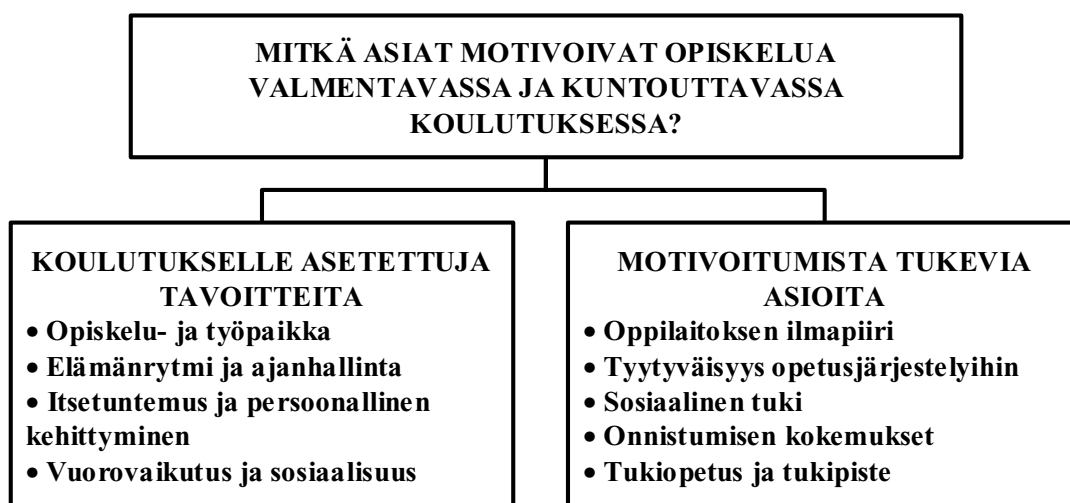 MITKÄ ASIAT MOTIVOIVAT OPISKELUA
VALMENTAVASSA JA KUNTOUTTAVASSA
KOULUTUKSESSA?
KOULUTUKSELLE ASETETTUJA
TAVOITTEITA
• Opiskelu- ja työpaikka
• Elämänrytmi ja ajanhallinta
• Itsetuntemus ja persoonallinen
kehittyminen
• Vuorovaikutus ja sosiaalisuus
MOTIVOITUMISTA TUKEVIA
ASIOITA
• Oppilaitoksen ilmapiiri
• Tyytyväisyys opetusjärjestelyihin
• Sosiaalinen tuki
• Onnistumisen kokemukset
• Tukiopetus ja tukipiste